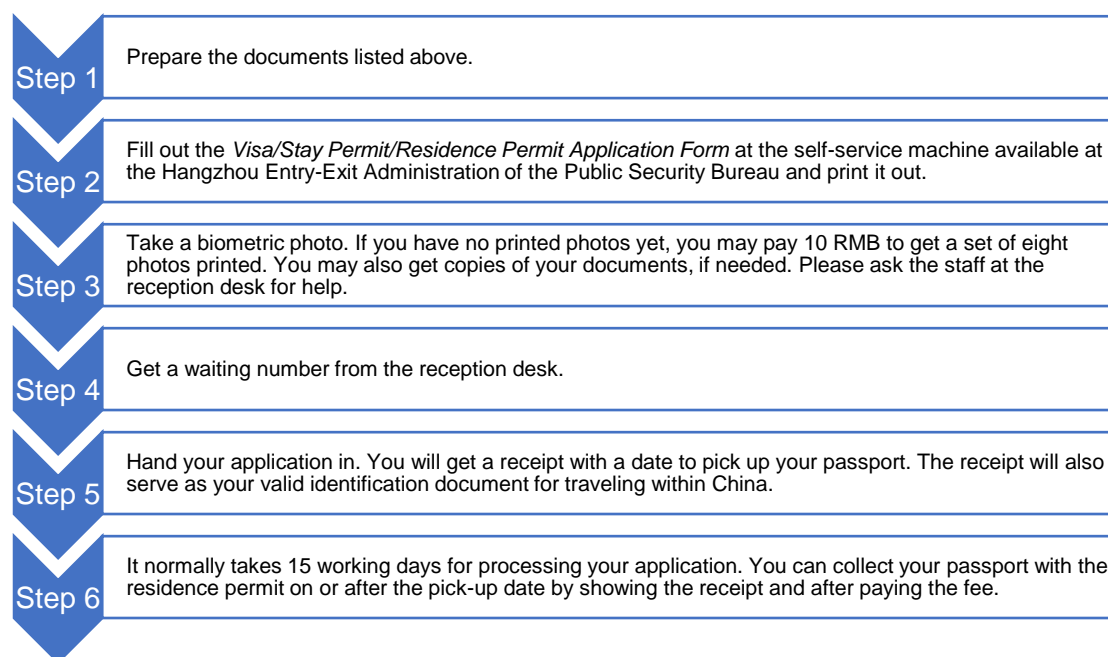 Step 1
Prepare the documents listed above.
Step 2
Fill out the Visa/Stay Permit/Residence Permit Application Form at the self-service machine available at
the Hangzhou Entry-Exit Administration of the Public Security Bureau and print it out.
Step 3
Take a biometric photo. If you have no printed photos yet, you may pay 10 RMB to get a set of eight
photos printed. You may also get copies of your documents, if needed. Please ask the staff at the
reception desk for help.
Step 4
Get a waiting number from the reception desk.
Step 5
Hand your application in. You will get a receipt with a date to pick up your passport. The receipt will also
serve as your valid identification document for traveling within China.
Step 6
It normally takes 15 working days for processing your application. You can collect your passport with the
residence permit on or after the pick-up date by showing the receipt and after paying the fee.